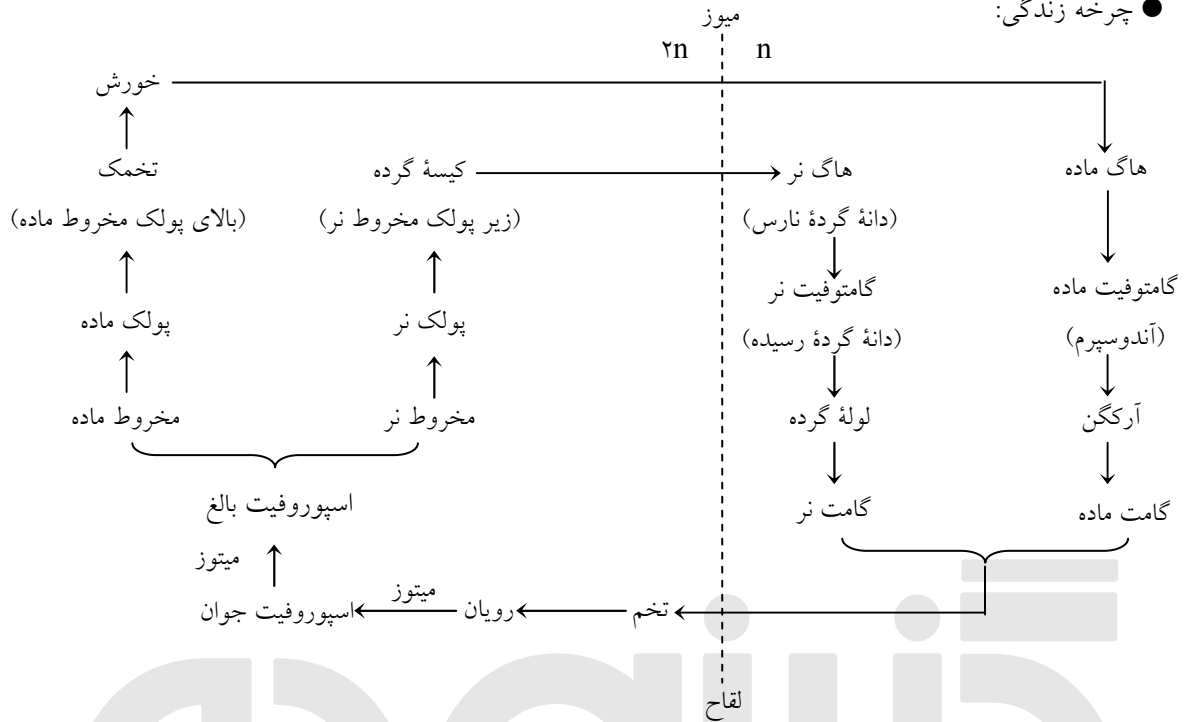 ● چرخه زندگی:
میوز
۲n n
خورش
تخمک کیسهٔ گرده هاگ نر هاگ ماده
(بالای پولک مخروط ماده) (زیر پولک مخروط نر) (دانهٔ گردهٔ نارس)
گامتوفیت نر گامتوفیت ماده
پولک ماده پولک نر (دانهٔ گردهٔ رسیده) (آندوسپرم)
مخروط ماده مخروط نر لولهٔ گرده آرکگن
اسپوروفیت بالغ گامت نر گامت ماده
میتوز
اسپوروفیت جوان میتوز رویان تخم
لقاح